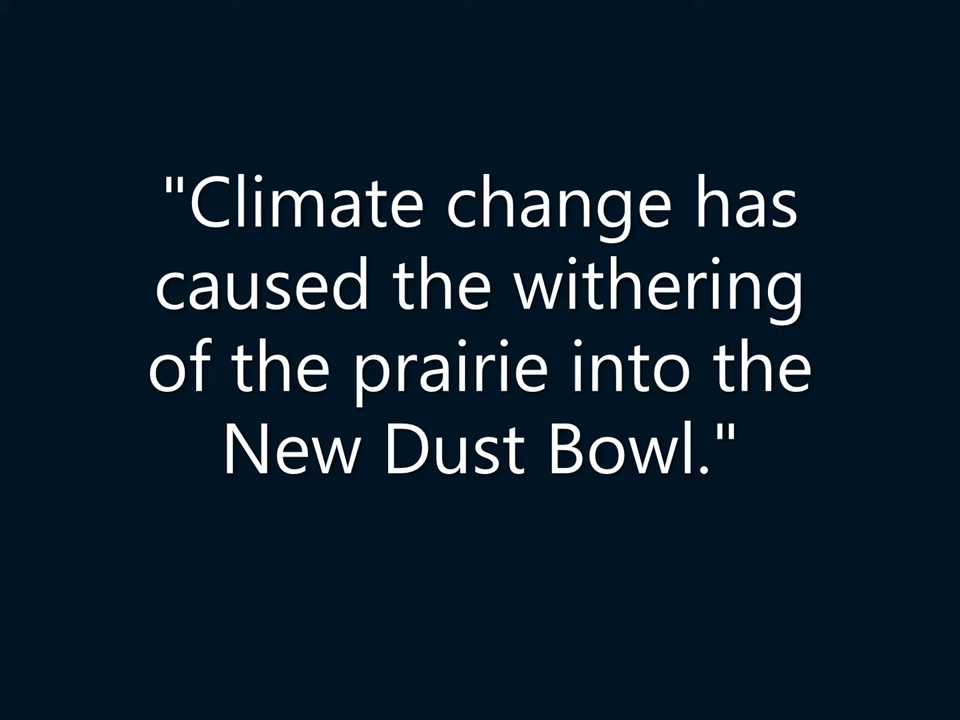 "Climate change has
caused the withering
of the prairie into the
New Dust Bowl."